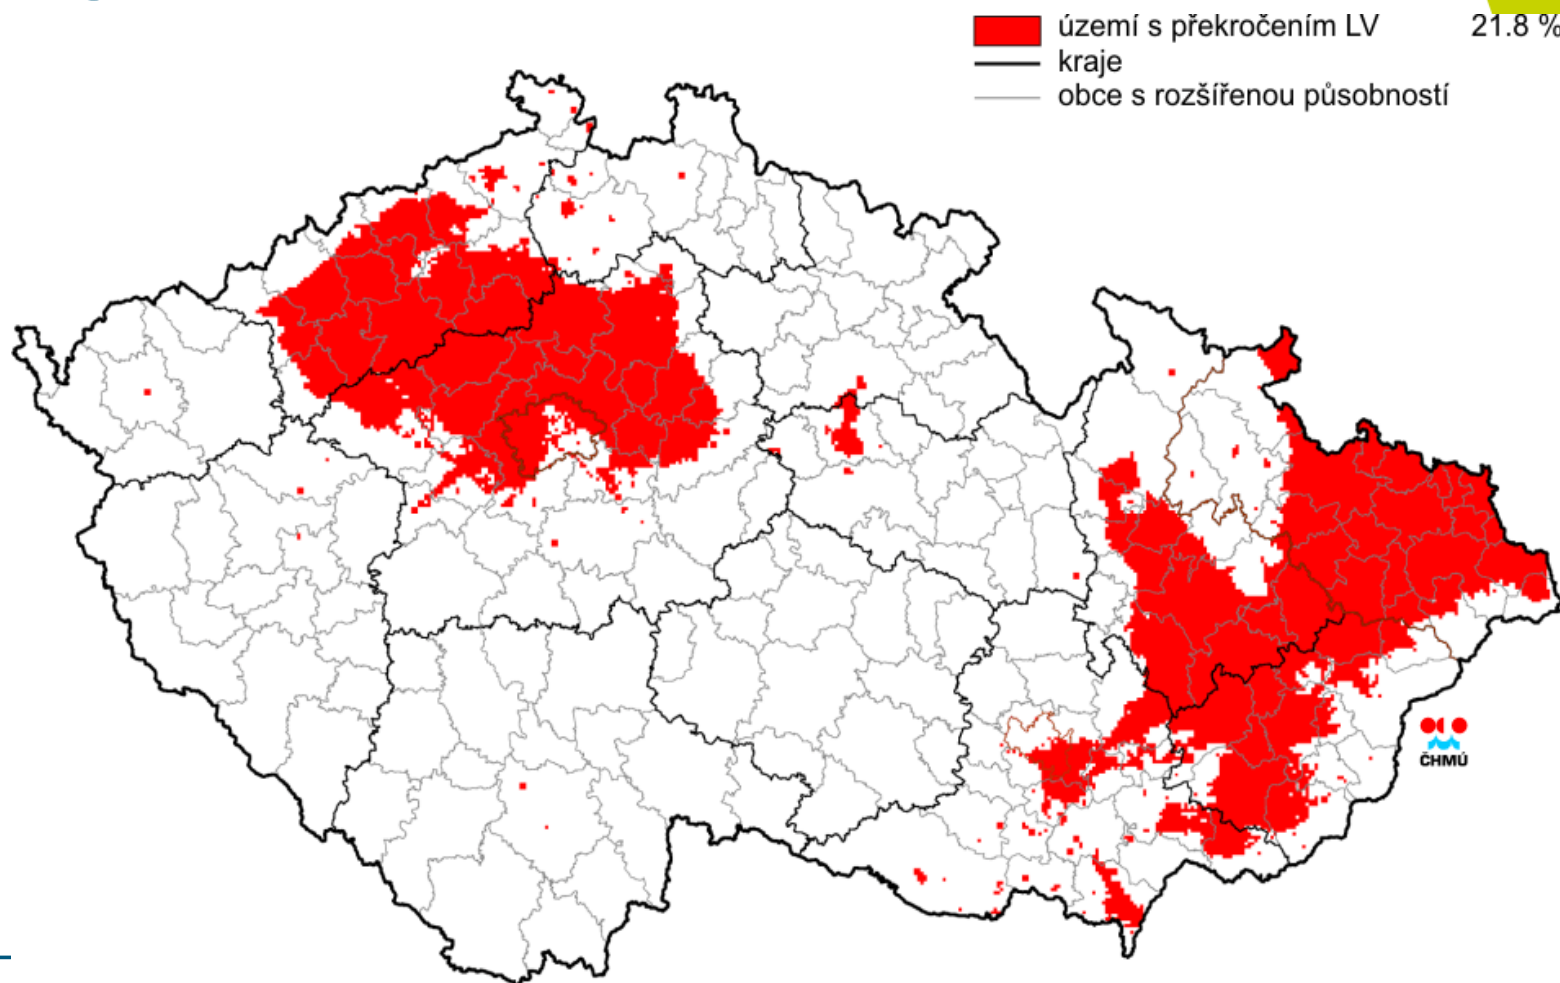 území s překročením LV 21.8 %
kraje
obce s rozšířenou působností
ČHMÚ